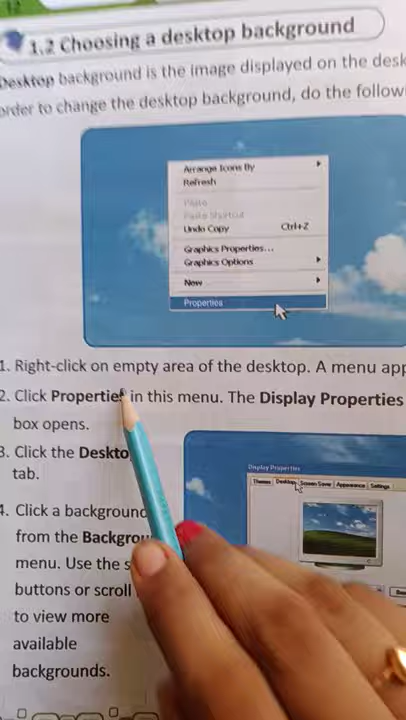 1.2 Choosing a desktop background
Desktop background is the image displayed on the desk
order to change the desktop background, do the follow
Arrange Icons By
Refresh
Paste
Paste Shortcut
Undo Copy Ctrl+Z
Graphics Properties...
Graphics Options
New
Properties
1. Right-click on empty area of the desktop. A menu app
2. Click Properties in this menu. The Display Properties
box opens.
3. Click the Deskto
tab.
Display Properties
Themes Desktop Screen Saver Appearance Settings
4. Click a background
from the Backgrou
menu. Use the s
buttons or scroll
to view more
available
backgrounds.